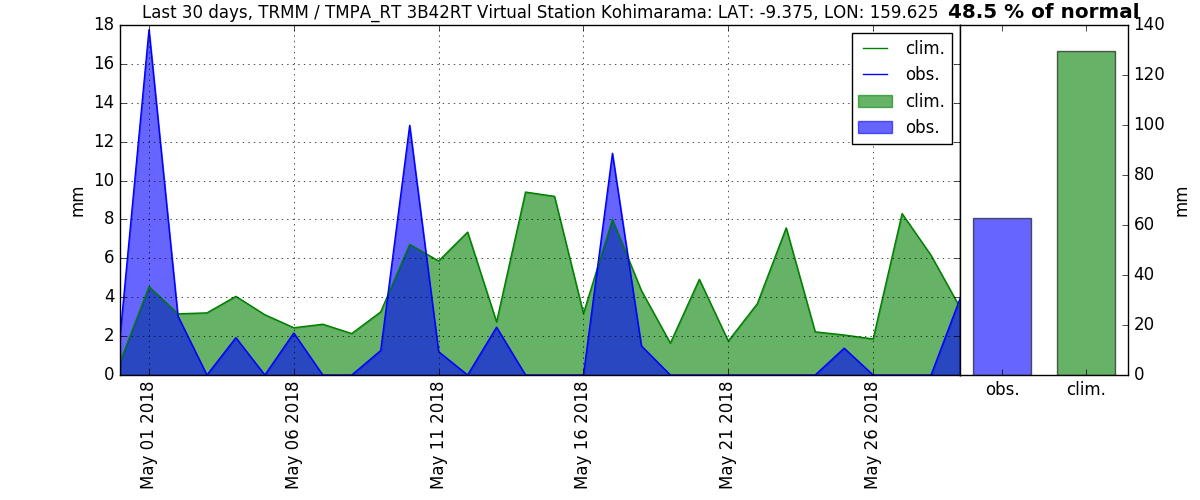 Last 30 days, TRMM / TMPA_RT 3B42RT Virtual Station Kohimarama: LAT: -9.375, LON: 159.625
48.5 % of normal
18
16
14
12
10
8
6
4
2
0
mm
clim.
obs.
clim.
obs.
May 01 2018
May 06 2018
May 11 2018
May 16 2018
May 21 2018
May 26 2018
140
120
100
80
60
40
20
0
mm
obs.
clim.